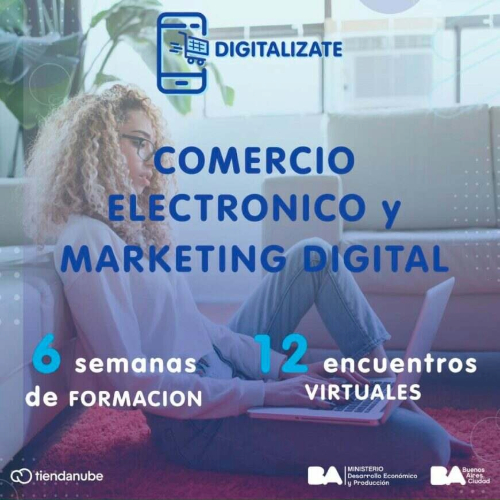 DIGITALIZATE
COMERCIO
ELECTRONICO y
MARKETING DIGITAL
6 semanas
de FORMACION
12 encuentros
VIRTUALES
tiendanube
BA MINISTERIO
Desarrollo Económico
y Producción
BA Buenos
Aires
Ciudad